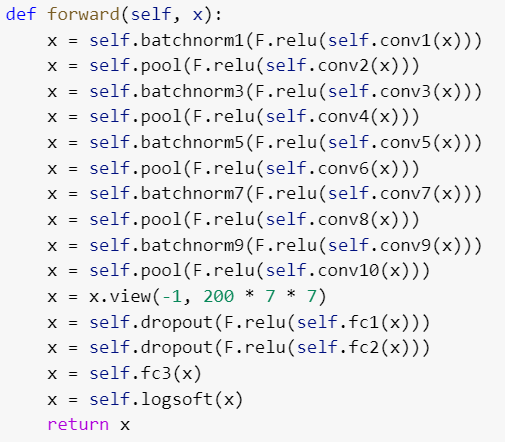 def forward(self, x):
    x = self.batchnorm1(F.relu(self.conv1(x)))
    x = self.pool(F.relu(self.conv2(x)))
    x = self.batchnorm3(F.relu(self.conv3(x)))
    x = self.pool(F.relu(self.conv4(x)))
    x = self.batchnorm5(F.relu(self.conv5(x)))
    x = self.pool(F.relu(self.conv6(x)))
    x = self.batchnorm7(F.relu(self.conv7(x)))
    x = self.pool(F.relu(self.conv8(x)))
    x = self.batchnorm9(F.relu(self.conv9(x)))
    x = self.pool(F.relu(self.conv10(x)))
    x = x.view(-1, 200 * 7 * 7)
    x = self.dropout(F.relu(self.fc1(x)))
    x = self.dropout(F.relu(self.fc2(x)))
    x = self.fc3(x)
    x = self.logsoft(x)
    return x